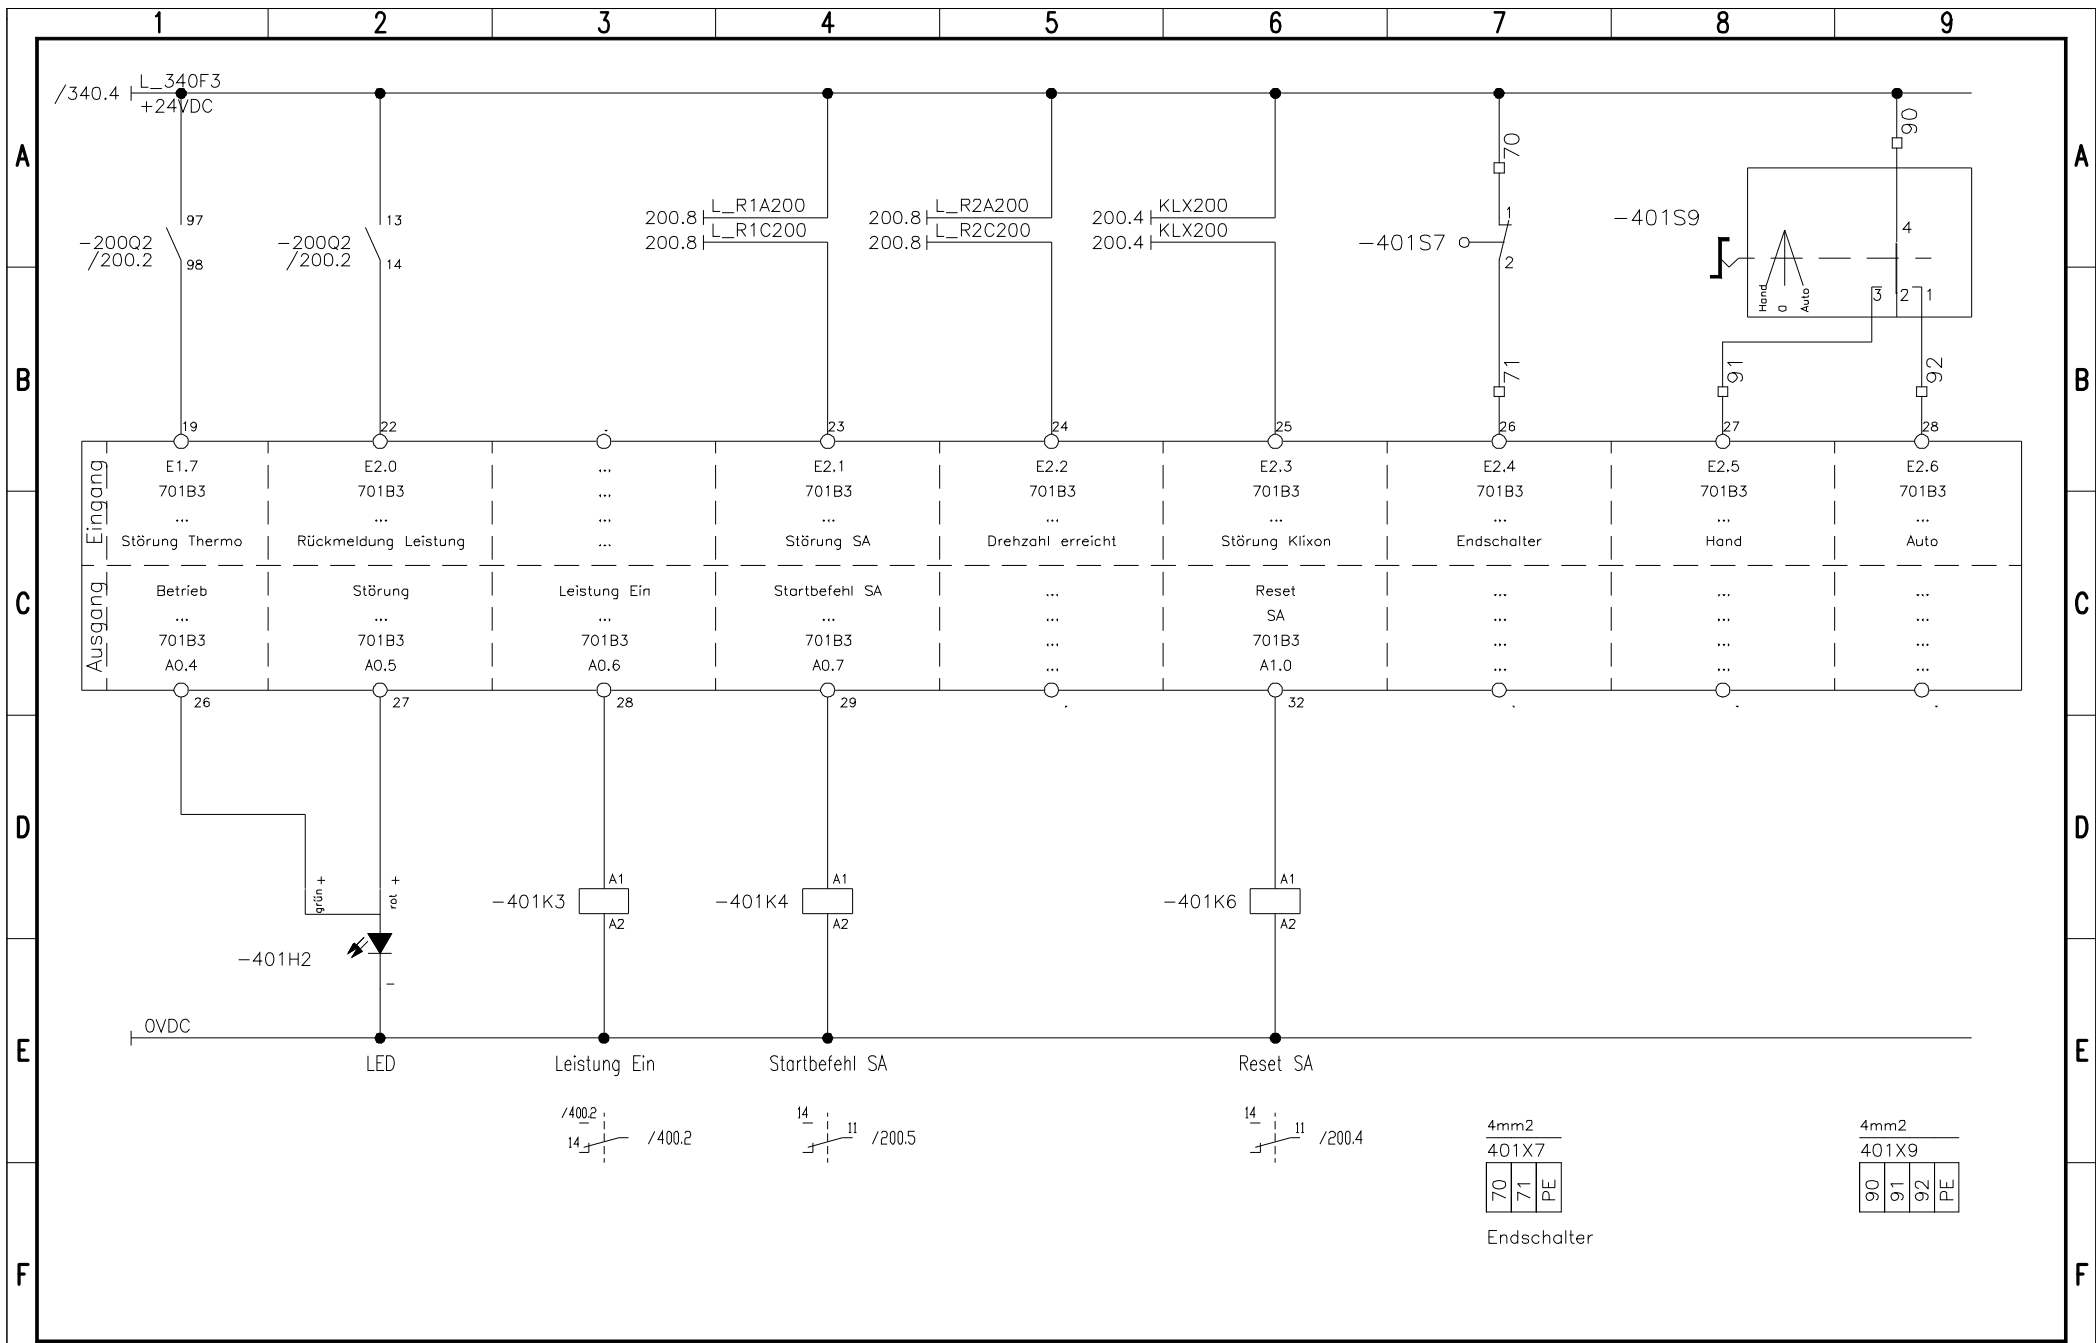 1 2 3 4 5 6 7 8 9
/340.4 L_340F3
+24VDC
A A
90
70
97 13
-200Q2 -200Q2
/200.2 /200.2
98 14
200.8 L_R1A200 200.8 L_R2A200 200.4 KLX200
200.8 L_R1C200 200.8 L_R2C200 200.4 KLX200
-401S7 1 2
-401S9 4
Hand 0 Auto 3 2 1
B B
71 91 92
19 22 23 24 25 26 27 28
Eingang
E1.7 E2.0 ... E2.1 E2.2 E2.3 E2.4 E2.5 E2.6
701B3 701B3 ... 701B3 701B3 701B3 701B3 701B3 701B3
... ... ... ... ... ... ... ... ...
Störung Thermo Rückmeldung Leistung ... Störung SA Drehzahl erreicht Störung Klixon Endschalter Hand Auto
C C
Ausgang
Betrieb Störung Leistung Ein Startbefehl SA ... Reset ... ... ...
... ... ... ... ... SA ... ... ...
701B3 701B3 701B3 701B3 ... 701B3 ... ... ...
A0.4 A0.5 A0.6 A0.7 ... A1.0 ... ... ...
26 27 28 29 32
D D
grün + rot +
A1 A1 A1
-401K3 -401K4 -401K6
A2 A2 A2
-401H2
-
0VDC
E E
LED Leistung Ein Startbefehl SA Reset SA
/400.2 14 14
14 /400.2 11 /200.5 11 /200.4
4mm2 4mm2
401X7 401X9
70 71 PE 90 91 92 PE
Endschalter
F F